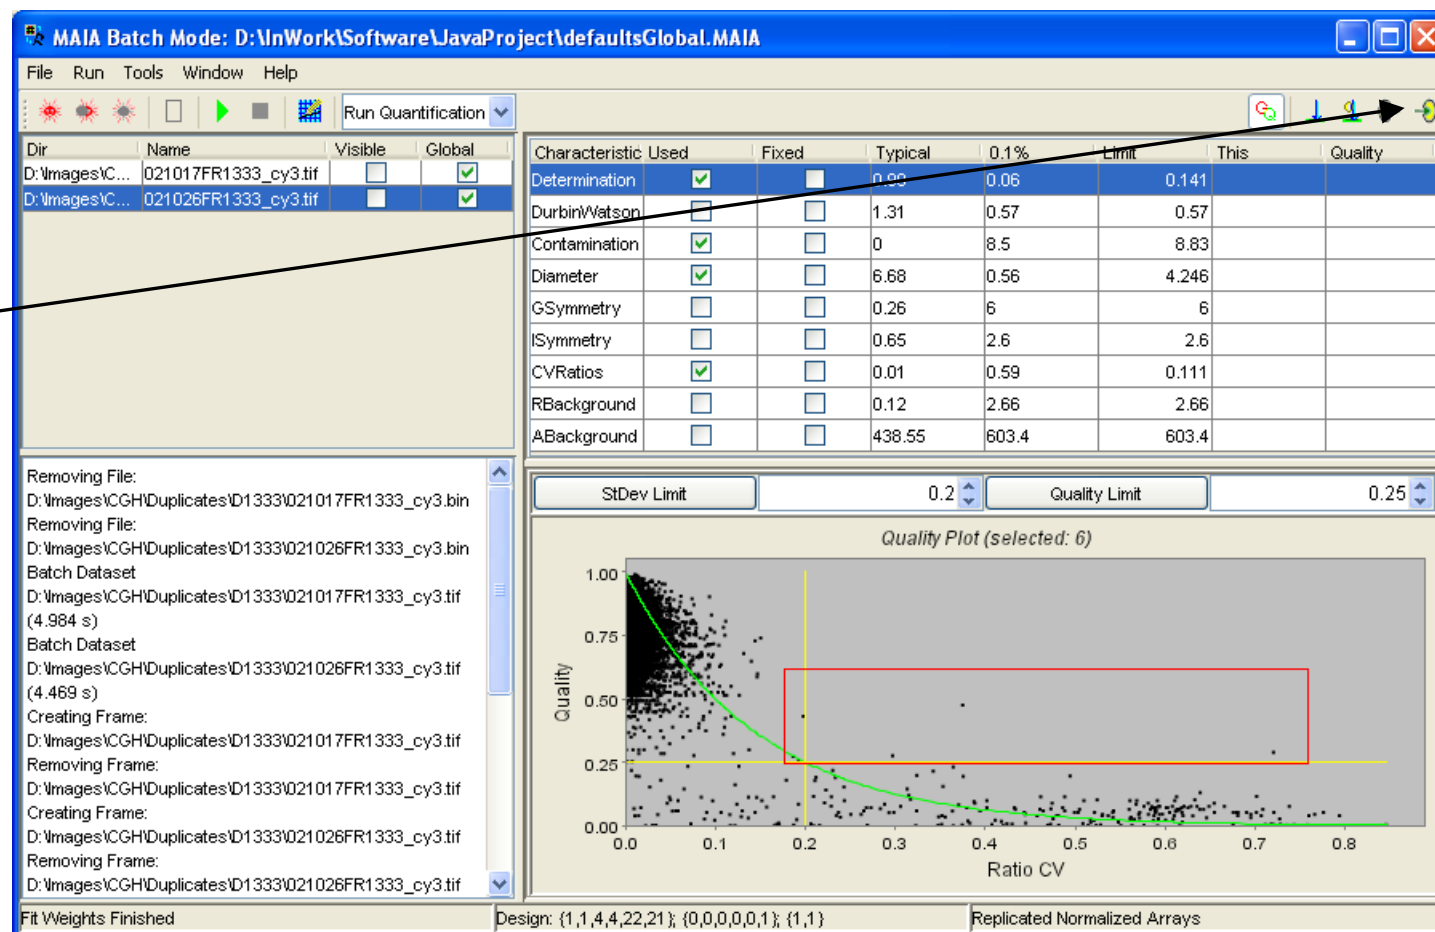 MAIA Batch Mode: D:\InWork\Software\JavaProject\defaultsGlobal.MAIA
File Run Tools Window Help
Run Quantification
Dir Name Visible Global
D:\Images\C... 021017FR1333_cy3.tif
D:\Images\C... 021026FR1333_cy3.tif
Characteristic Used Fixed Typical 0.1% Limit This Quality
Determination 0.98 0.06 0.141
DurbinWatson 1.31 0.57 0.57
Contamination 0 8.5 8.83
Diameter 6.68 0.56 4.246
GSymmetry 0.26 6 6
ISymmetry 0.65 2.6 2.6
CVRatios 0.01 0.59 0.111
RBackground 0.12 2.66 2.66
ABackground 438.55 603.4 603.4
Removing File:
D:\Images\CGH\Duplicates\D1333\021017FR1333_cy3.bin
Removing File:
D:\Images\CGH\Duplicates\D1333\021026FR1333_cy3.bin
Batch Dataset
D:\Images\CGH\Duplicates\D1333\021017FR1333_cy3.tif
(4.984 s)
Batch Dataset
D:\Images\CGH\Duplicates\D1333\021026FR1333_cy3.tif
(4.469 s)
Creating Frame:
D:\Images\CGH\Duplicates\D1333\021017FR1333_cy3.tif
Removing Frame:
D:\Images\CGH\Duplicates\D1333\021017FR1333_cy3.tif
Creating Frame:
D:\Images\CGH\Duplicates\D1333\021026FR1333_cy3.tif
Removing Frame:
D:\Images\CGH\Duplicates\D1333\021026FR1333_cy3.tif
StDev Limit 0.2 Quality Limit 0.25
Quality Plot (selected: 6)
1.00
0.75
0.50
0.25
0.00
Quality
0.0 0.1 0.2 0.3 0.4 0.5 0.6 0.7 0.8
Ratio CV
Fit Weights Finished Design: {1,1,4,4,22,21}; {0,0,0,0,0,1}; {1,1} Replicated Normalized Arrays